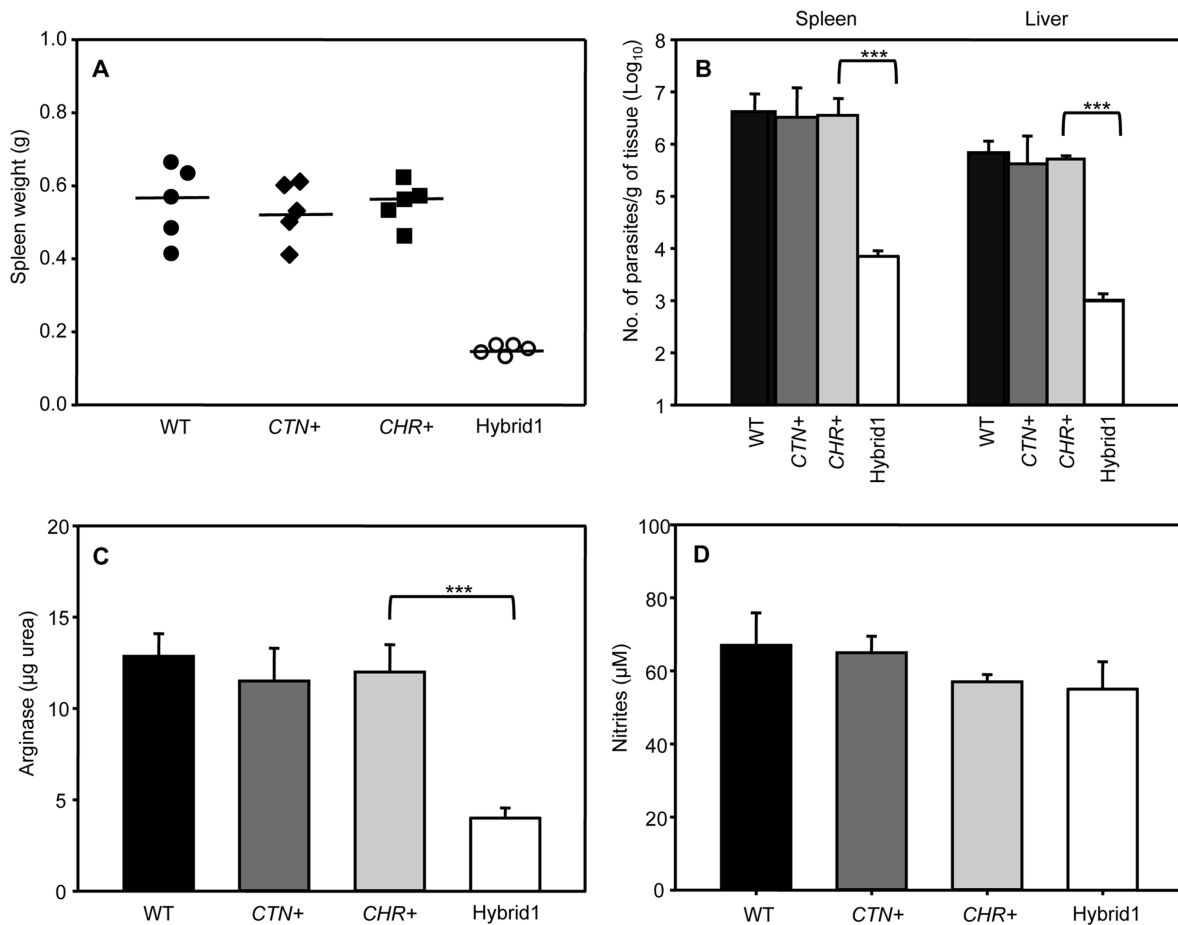 A
Spleen weight (g)
1.0
0.8
0.6
0.4
0.2
0.0
WT
CTN+
CHR+
Hybrid1
Spleen
Liver
B
No. of parasites/g of tissue (Log10)
8
7
6
5
4
3
2
1
***
***
WT
CTN+
CHR+
Hybrid1
WT
CTN+
CHR+
Hybrid1
C
Arginase (µg urea)
20
15
10
5
0
***
WT
CTN+
CHR+
Hybrid1
D
Nitrites (µM)
100
80
60
40
20
0
WT
CTN+
CHR+
Hybrid1